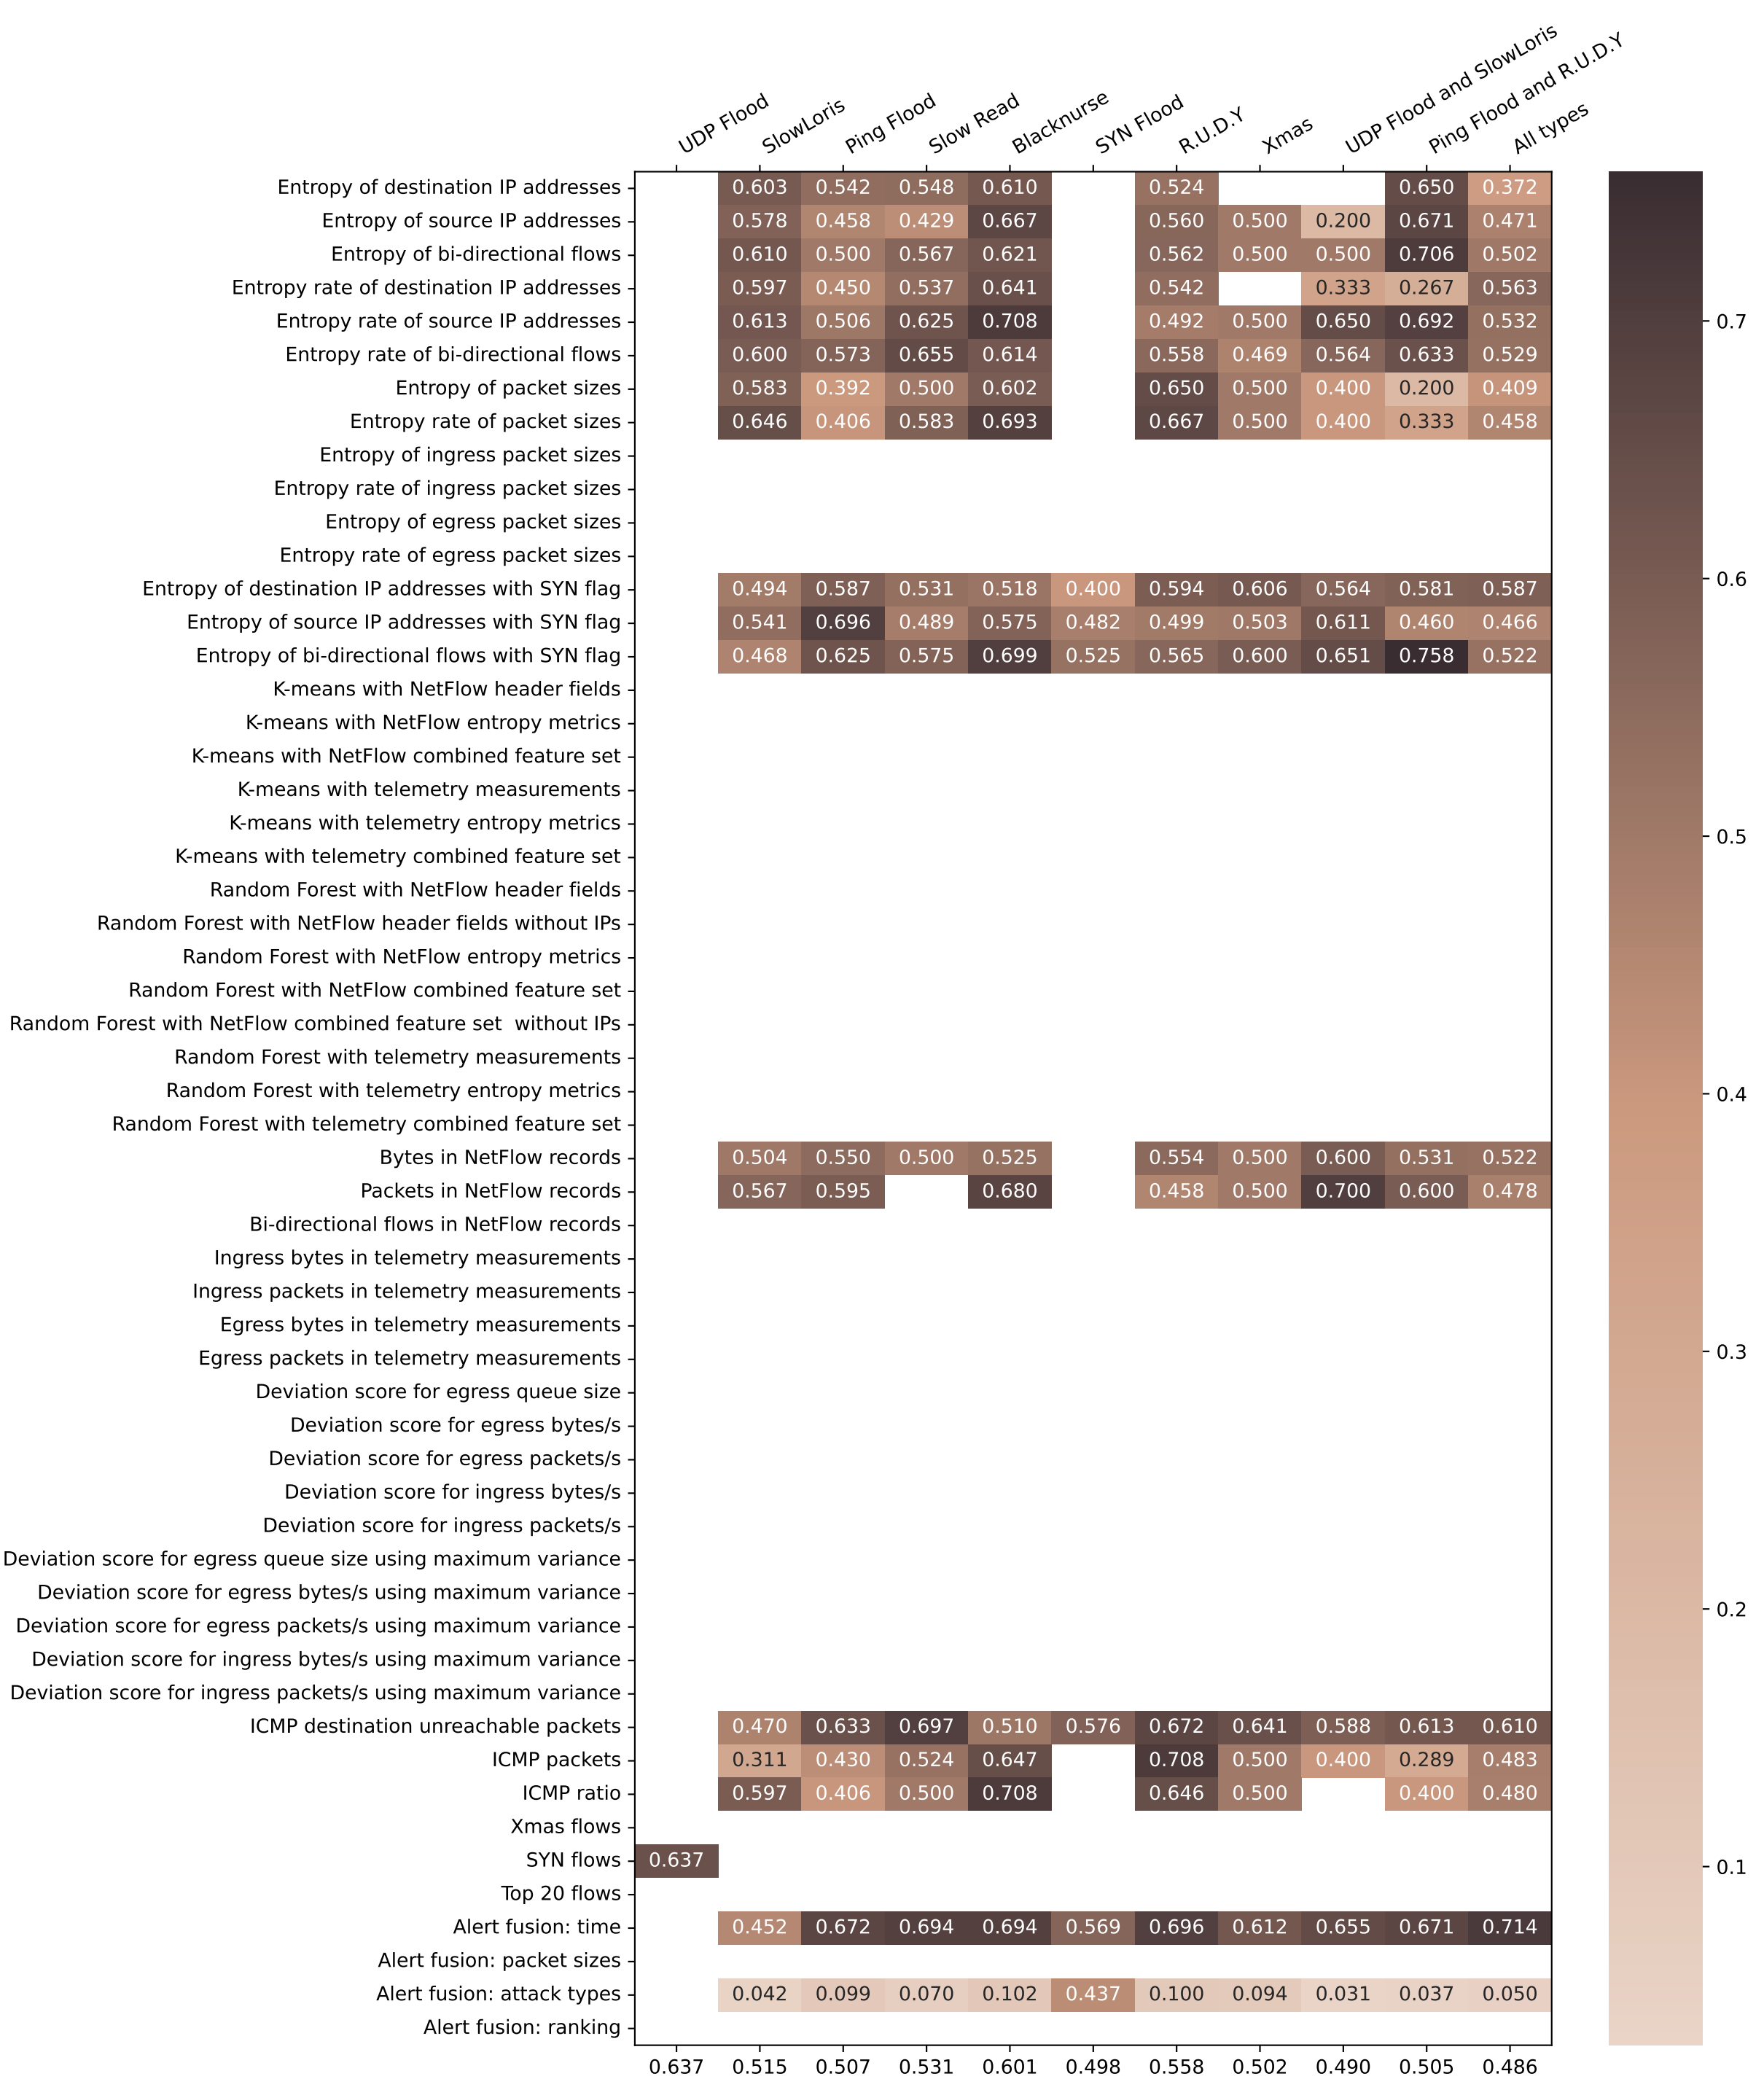 UDP Flood
SlowLoris
Ping Flood
Slow Read
Blacknurse
SYN Flood
R.U.D.Y
Xmas
UDP Flood and SlowLoris
Ping Flood and R.U.D.Y
All types
Entropy of destination IP addresses 0.603 0.542 0.548 0.610 0.524 0.650 0.372
Entropy of source IP addresses 0.578 0.458 0.429 0.667 0.560 0.500 0.200 0.671 0.471
Entropy of bi-directional flows 0.610 0.500 0.567 0.621 0.562 0.500 0.500 0.706 0.502
Entropy rate of destination IP addresses 0.597 0.450 0.537 0.641 0.542 0.333 0.267 0.563
Entropy rate of source IP addresses 0.613 0.506 0.625 0.708 0.492 0.500 0.650 0.692 0.532
Entropy rate of bi-directional flows 0.600 0.573 0.655 0.614 0.558 0.469 0.564 0.633 0.529
Entropy of packet sizes 0.583 0.392 0.500 0.602 0.650 0.500 0.400 0.200 0.409
Entropy rate of packet sizes 0.646 0.406 0.583 0.693 0.667 0.500 0.400 0.333 0.458
Entropy of ingress packet sizes
Entropy rate of ingress packet sizes
Entropy of egress packet sizes
Entropy rate of egress packet sizes
Entropy of destination IP addresses with SYN flag 0.494 0.587 0.531 0.518 0.400 0.594 0.606 0.564 0.581 0.587
Entropy of source IP addresses with SYN flag 0.541 0.696 0.489 0.575 0.482 0.499 0.503 0.611 0.460 0.466
Entropy of bi-directional flows with SYN flag 0.468 0.625 0.575 0.699 0.525 0.565 0.600 0.651 0.758 0.522
K-means with NetFlow header fields
K-means with NetFlow entropy metrics
K-means with NetFlow combined feature set
K-means with telemetry measurements
K-means with telemetry entropy metrics
K-means with telemetry combined feature set
Random Forest with NetFlow header fields
Random Forest with NetFlow header fields without IPs
Random Forest with NetFlow entropy metrics
Random Forest with NetFlow combined feature set
Random Forest with NetFlow combined feature set  without IPs
Random Forest with telemetry measurements
Random Forest with telemetry entropy metrics
Random Forest with telemetry combined feature set
Bytes in NetFlow records 0.504 0.550 0.500 0.525 0.554 0.500 0.600 0.531 0.522
Packets in NetFlow records 0.567 0.595 0.680 0.458 0.500 0.700 0.600 0.478
Bi-directional flows in NetFlow records
Ingress bytes in telemetry measurements
Ingress packets in telemetry measurements
Egress bytes in telemetry measurements
Egress packets in telemetry measurements
Deviation score for egress queue size
Deviation score for egress bytes/s
Deviation score for egress packets/s
Deviation score for ingress bytes/s
Deviation score for ingress packets/s
Deviation score for egress queue size using maximum variance
Deviation score for egress bytes/s using maximum variance
Deviation score for egress packets/s using maximum variance
Deviation score for ingress bytes/s using maximum variance
Deviation score for ingress packets/s using maximum variance
ICMP destination unreachable packets 0.470 0.633 0.697 0.510 0.576 0.672 0.641 0.588 0.613 0.610
ICMP packets 0.311 0.430 0.524 0.647 0.708 0.500 0.400 0.289 0.483
ICMP ratio 0.597 0.406 0.500 0.708 0.646 0.500 0.400 0.480
Xmas flows
SYN flows 0.637
Top 20 flows
Alert fusion: time 0.452 0.672 0.694 0.694 0.569 0.696 0.612 0.655 0.671 0.714
Alert fusion: packet sizes
Alert fusion: attack types 0.042 0.099 0.070 0.102 0.437 0.100 0.094 0.031 0.037 0.050
Alert fusion: ranking
0.637 0.515 0.507 0.531 0.601 0.498 0.558 0.502 0.490 0.505 0.486
0.7
0.6
0.5
0.4
0.3
0.2
0.1